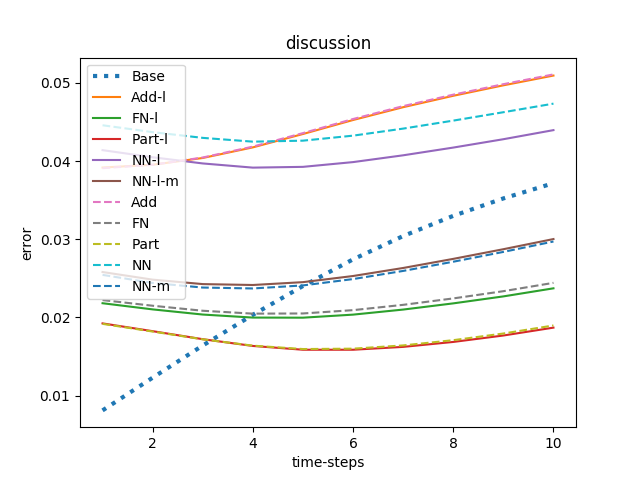 discussion
error
0.05
0.04
0.03
0.02
0.01
Base
Add-l
FN-l
Part-l
NN-l
NN-l-m
Add
FN
Part
NN
NN-m
2
4
6
8
10
time-steps